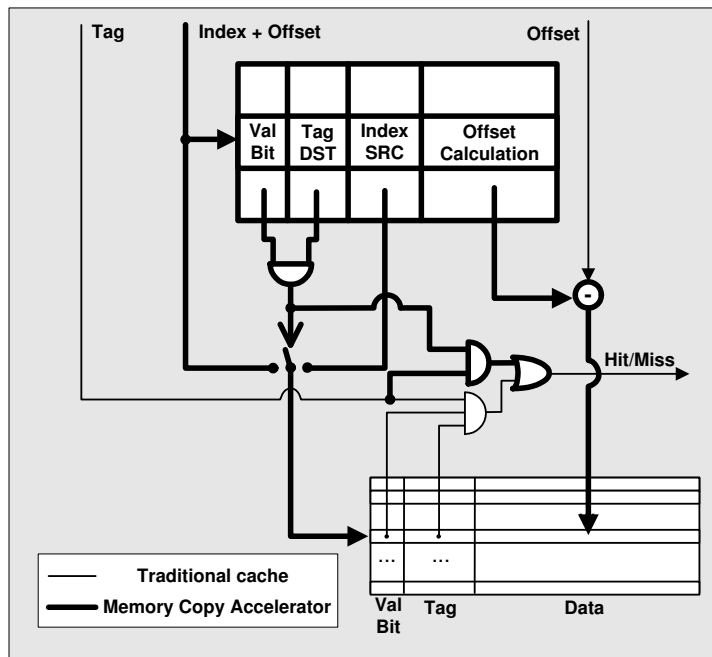 Tag
Index + Offset
Offset
Val Bit
Tag DST
Index SRC
Offset Calculation
-
Hit/Miss
...
...
Traditional cache
Memory Copy Accelerator
Val Bit
Tag
Data